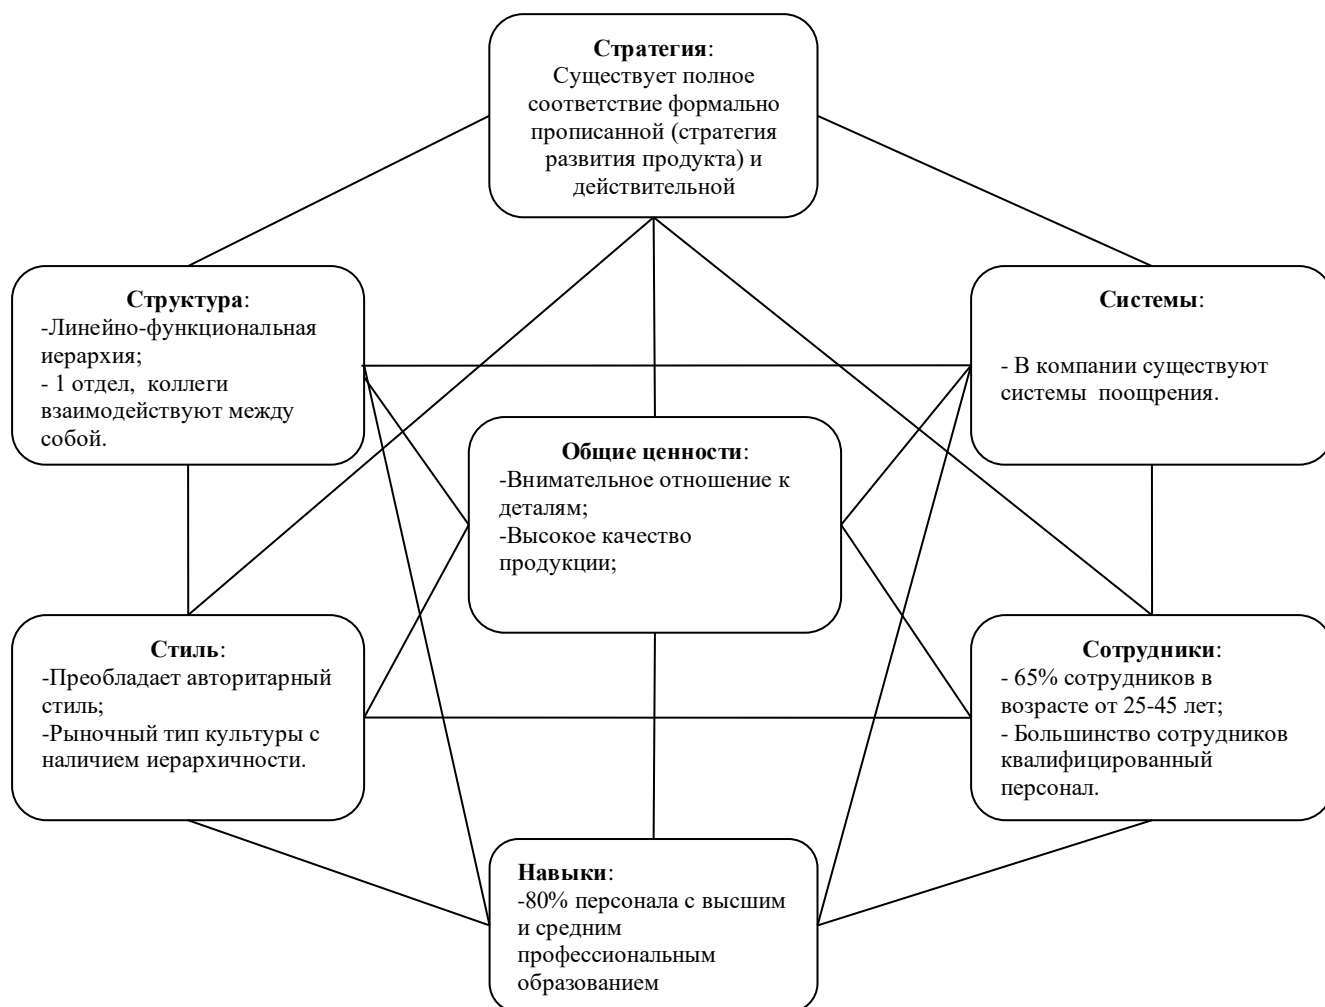 Стратегия:
Существует полное
соответствие формально
прописанной (стратегия
развития продукта) и
действительной
Структура:
-Линейно-функциональная
иерархия;
- 1 отдел, коллеги
взаимодействуют между
собой.
Системы:
- В компании существуют
системы поощрения.
Общие ценности:
-Внимательное отношение к
деталям;
-Высокое качество
продукции;
Стиль:
-Преобладает авторитарный
стиль;
-Рыночный тип культуры с
наличием иерархичности.
Сотрудники:
- 65% сотрудников в
возрасте от 25-45 лет;
- Большинство сотрудников
квалифицированный
персонал.
Навыки:
-80% персонала с высшим
и средним
профессиональным
образованием